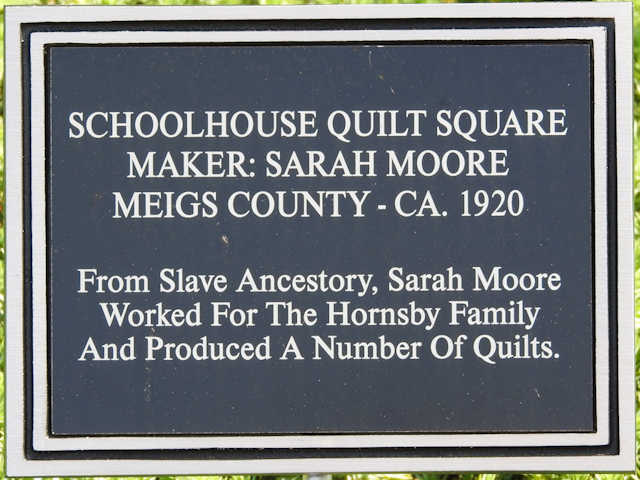 SCHOOLHOUSE QUILT SQUARE
MAKER: SARAH MOORE
MEIGS COUNTY - CA. 1920
From Slave Ancestory, Sarah Moore
Worked For The Hornsby Family
And Produced A Number Of Quilts.